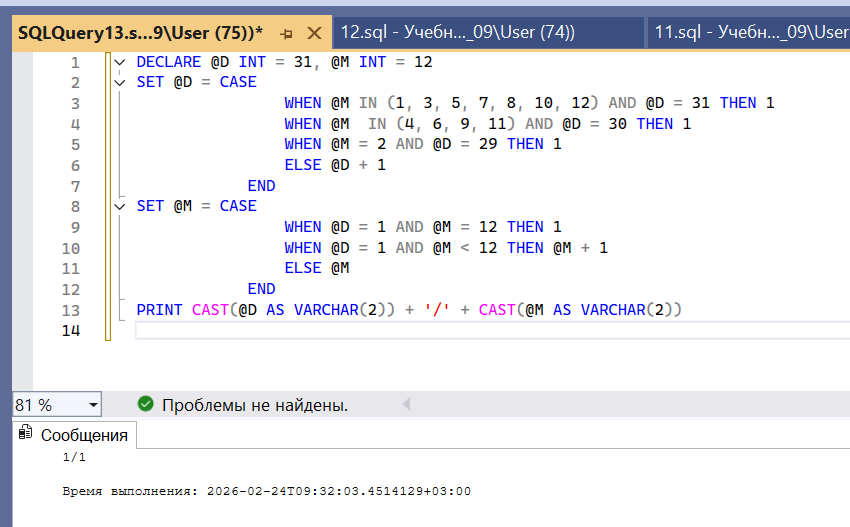 SQLQuery13.s...9\User (75))* 12.sql - Учебн..._09\User (74)) 11.sql - Учебн..._09\User
1 DECLARE @D INT = 31, @M INT = 12
2 SET @D = CASE
3 WHEN @M IN (1, 3, 5, 7, 8, 10, 12) AND @D = 31 THEN 1
4 WHEN @M  IN (4, 6, 9, 11) AND @D = 30 THEN 1
5 WHEN @M = 2 AND @D = 29 THEN 1
6 ELSE @D + 1
7 END
8 SET @M = CASE
9 WHEN @D = 1 AND @M = 12 THEN 1
10 WHEN @D = 1 AND @M < 12 THEN @M + 1
11 ELSE @M
12 END
13 PRINT CAST(@D AS VARCHAR(2)) + '/' + CAST(@M AS VARCHAR(2))
14
81 % Проблемы не найдены.
Сообщения
1/1
Время выполнения: 2026-02-24T09:32:03.4514129+03:00